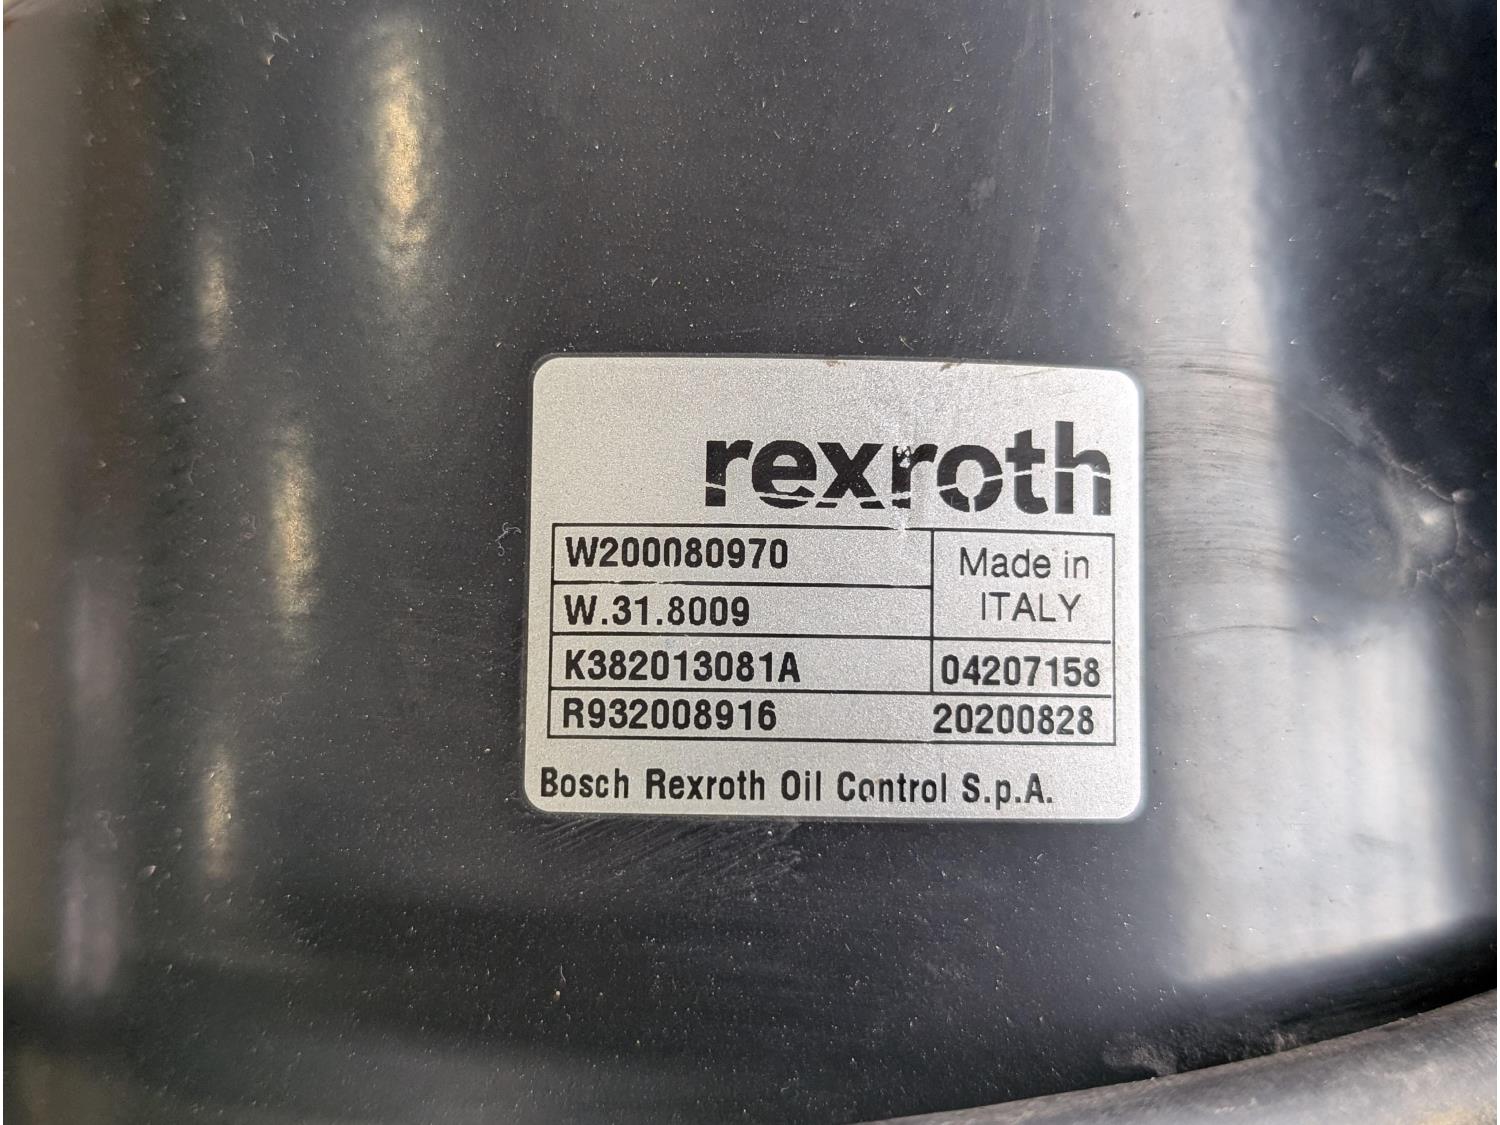 rexroth
W200080970
Made in
ITALY
W.31.8009
K382013081A 04207158
R932008916 20200828
Bosch Rexroth Oil Control S.p.A.